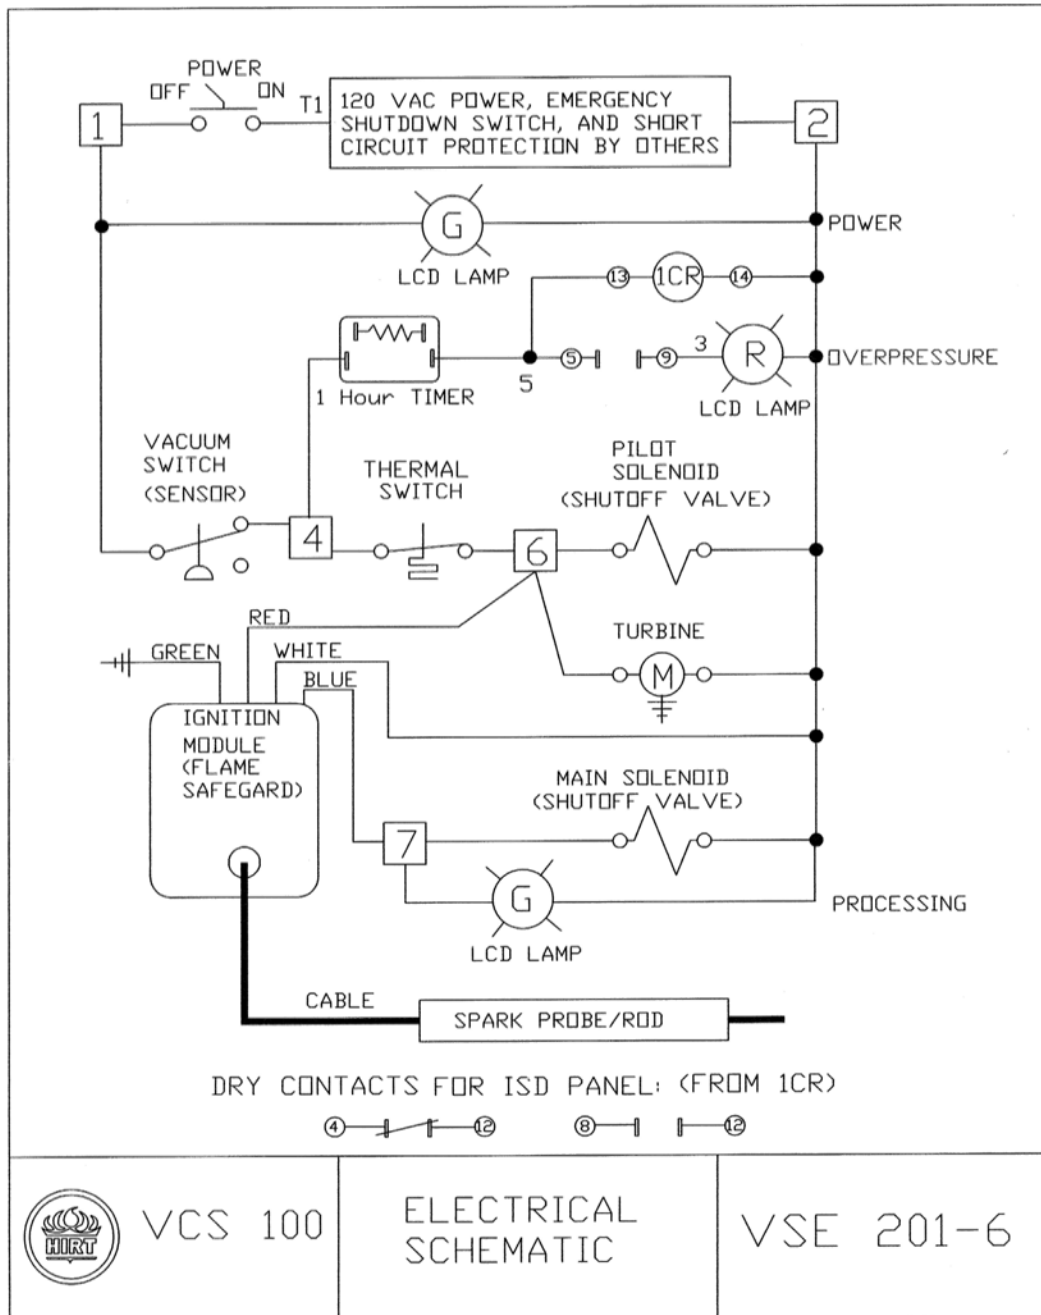 POWER
OFF ON
T1
1
120 VAC POWER, EMERGENCY
SHUTDOWN SWITCH, AND SHORT
CIRCUIT PROTECTION BY OTHERS
2
G
POWER
LCD LAMP
13 1CR 14
5 9 3 R
OVERPRESSURE
5
1 Hour TIMER
LCD LAMP
VACUUM
SWITCH
(SENSOR)
THERMAL
SWITCH
PILOT
SOLENOID
(SHUTOFF VALVE)
4
6
RED
TURBINE
GREEN
WHITE
BLUE
M
IGNITION
MODULE
(FLAME
SAFEGARD)
MAIN SOLENOID
(SHUTOFF VALVE)
7
G
PROCESSING
LCD LAMP
CABLE
SPARK PROBE/ROD
DRY CONTACTS FOR ISD PANEL: (FROM 1CR)
4 12 8 12
HIRT
VCS 100
ELECTRICAL
SCHEMATIC
VSE 201-6